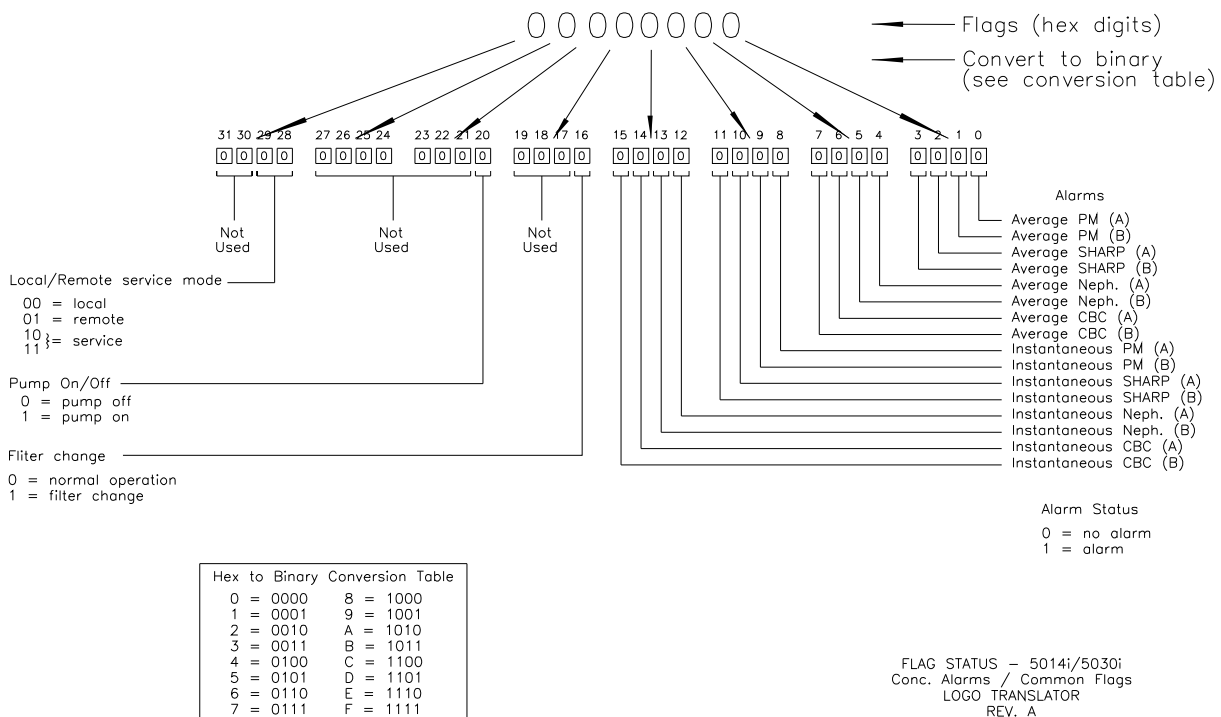 00000000
Flags (hex digits)
Convert to binary
(see conversion table)
31 30 29 28 27 26 25 24 23 22 21 20 19 18 17 16 15 14 13 12 11 10 9 8 7 6 5 4 3 2 1 0
0 0 0 0 0 0 0 0 0 0 0 0 0 0 0 0 0 0 0 0 0 0 0 0 0 0 0 0 0 0 0 0
Not
Used
Not
Used
Not
Used
Local/Remote service mode
00 = local
01 = remote
10
11 }= service
Pump On/Off
0 = pump off
1 = pump on
Fliter change
0 = normal operation
1 = filter change
Alarms
Average PM (A)
Average PM (B)
Average SHARP (A)
Average SHARP (B)
Average Neph. (A)
Average Neph. (B)
Average CBC (A)
Average CBC (B)
Instantaneous PM (A)
Instantaneous PM (B)
Instantaneous SHARP (A)
Instantaneous SHARP (B)
Instantaneous Neph. (A)
Instantaneous Neph. (B)
Instantaneous CBC (A)
Instantaneous CBC (B)
Alarm Status
0 = no alarm
1 = alarm
Hex to Binary Conversion Table
0 = 0000 8 = 1000
1 = 0001 9 = 1001
2 = 0010 A = 1010
3 = 0011 B = 1011
4 = 0100 C = 1100
5 = 0101 D = 1101
6 = 0110 E = 1110
7 = 0111 F = 1111
FLAG STATUS – 5014i/5030i
Conc. Alarms / Common Flags
LOGO TRANSLATOR
REV. A